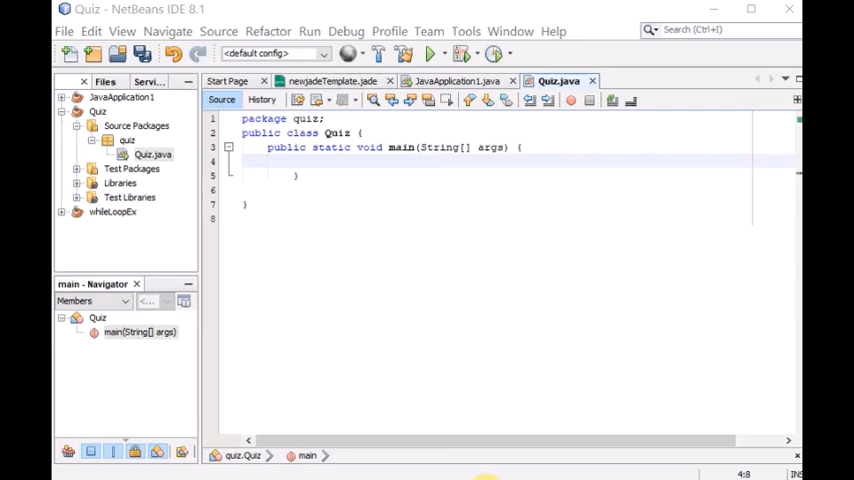 Quiz - NetBeans IDE 8.1
File Edit View Navigate Source Refactor Run Debug Profile Team Tools Window Help
Search (Ctrl+I)
<default config>
Files Servi...
Start Page newjadeTemplate.jade JavaApplication1.java Quiz.java
Source History
JavaApplication1
Quiz
Source Packages
quiz
Quiz.java
Test Packages
Libraries
Test Libraries
whileLoopEx
1 package quiz;
2 public class Quiz {
3 public static void main(String[] args) {
4
5 }
6
7 }
8
main - Navigator
Members <...
Quiz
main(String[] args)
quiz.Quiz main
4:8 INS